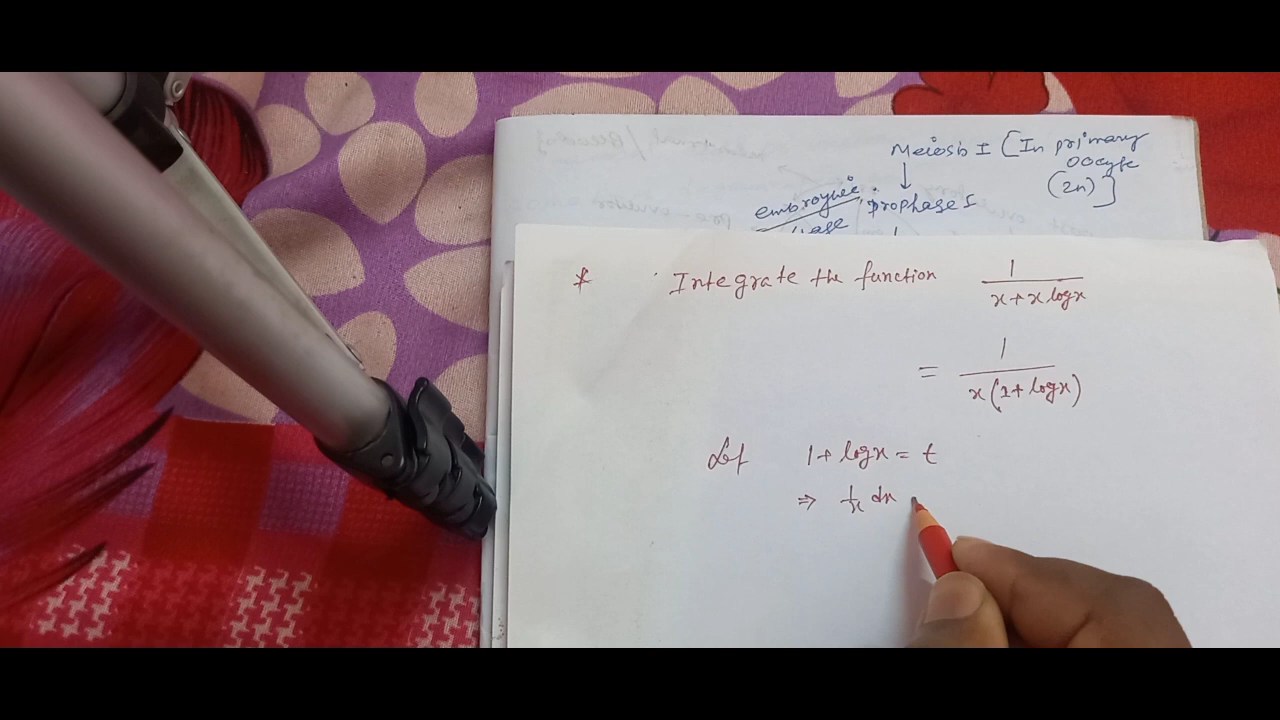 Meiosis I [In primary
oocyte
(2n)]
↓
prophase I
* Integrate the function 1/(x+x logx)
= 1/(x(1+logx))
Let 1+ logx = t
⇒ 1/x dx